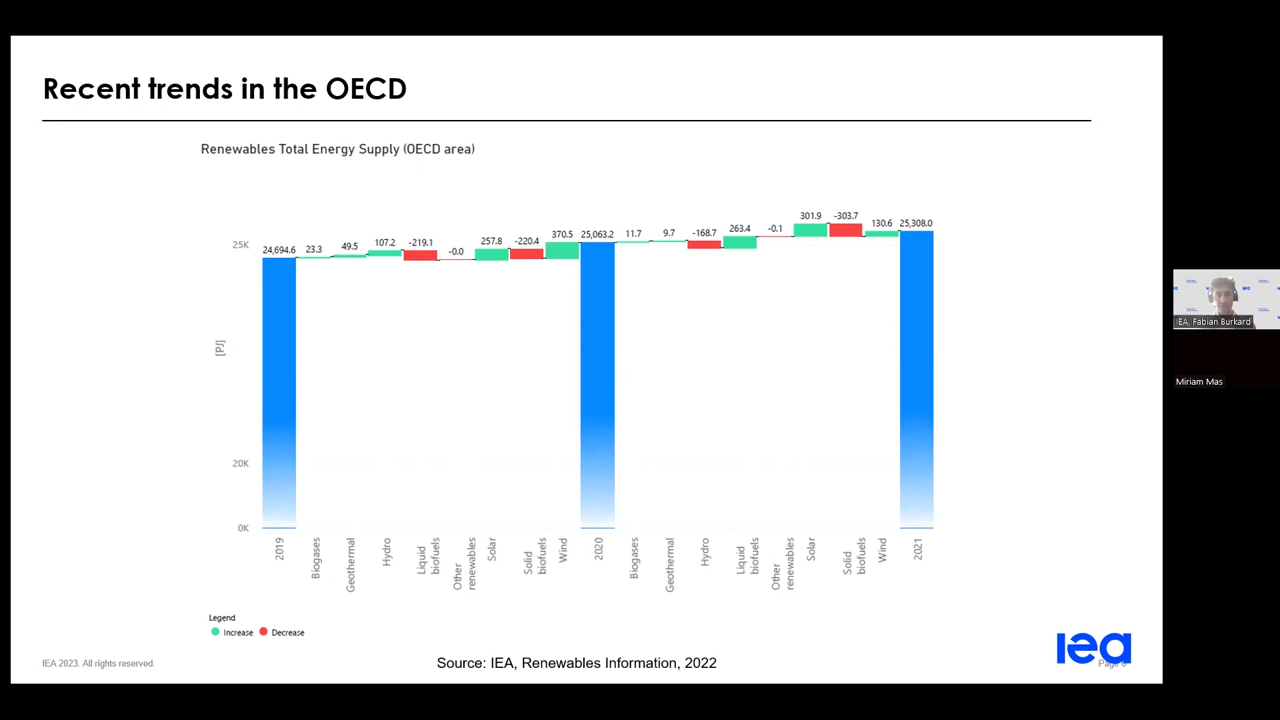 Recent trends in the OECD
Renewables Total Energy Supply (OECD area)
24,694.6 23.3 49.5 107.2 -219.1 -0.0 257.8 -220.4 370.5 25,063.2 11.7 9.7 -168.7 263.4 -0.1 301.9 -303.7 130.6 25,308.0
25K
[PJ]
20K
0K
2019
Biogases
Geothermal
Hydro
Liquid
biofuels
Other
renewables
Solar
Solid
biofuels
Wind
2020
Biogases
Geothermal
Hydro
Liquid
biofuels
Other
renewables
Solar
Solid
biofuels
Wind
2021
Legend
Increase Decrease
IEA 2023. All rights reserved.
Source: IEA, Renewables Information, 2022
iea
IEA, Fabian Burkard
Miriam Mas